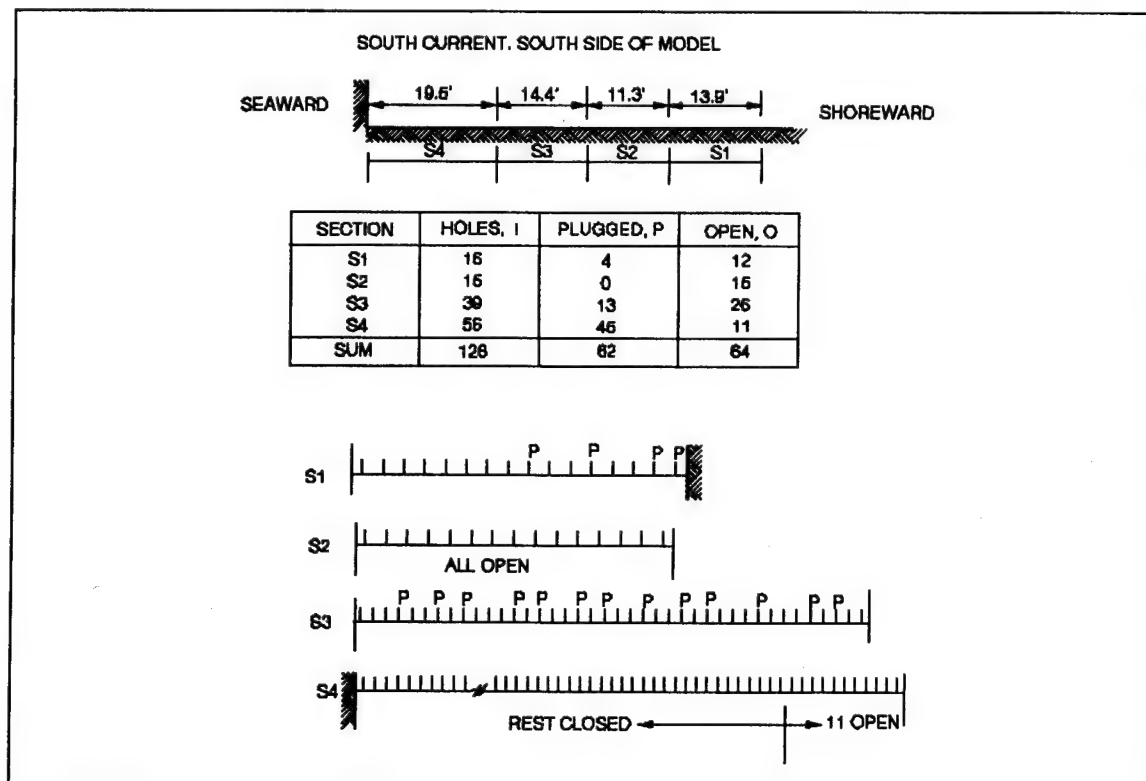 SOUTH CURRENT. SOUTH SIDE OF MODEL
SEAWARD
19.5' 14.4' 11.3' 13.9'
SHOREWARD
S4 S3 S2 S1
SECTION HOLES, I PLUGGED, P OPEN, O
S1 16 4 12
S2 15 0 15
S3 39 13 26
S4 56 45 11
SUM 126 62 64
P P P P
S1
S2
ALL OPEN
P P P P P P P P P P P P P
S3
S4
REST CLOSED 11 OPEN